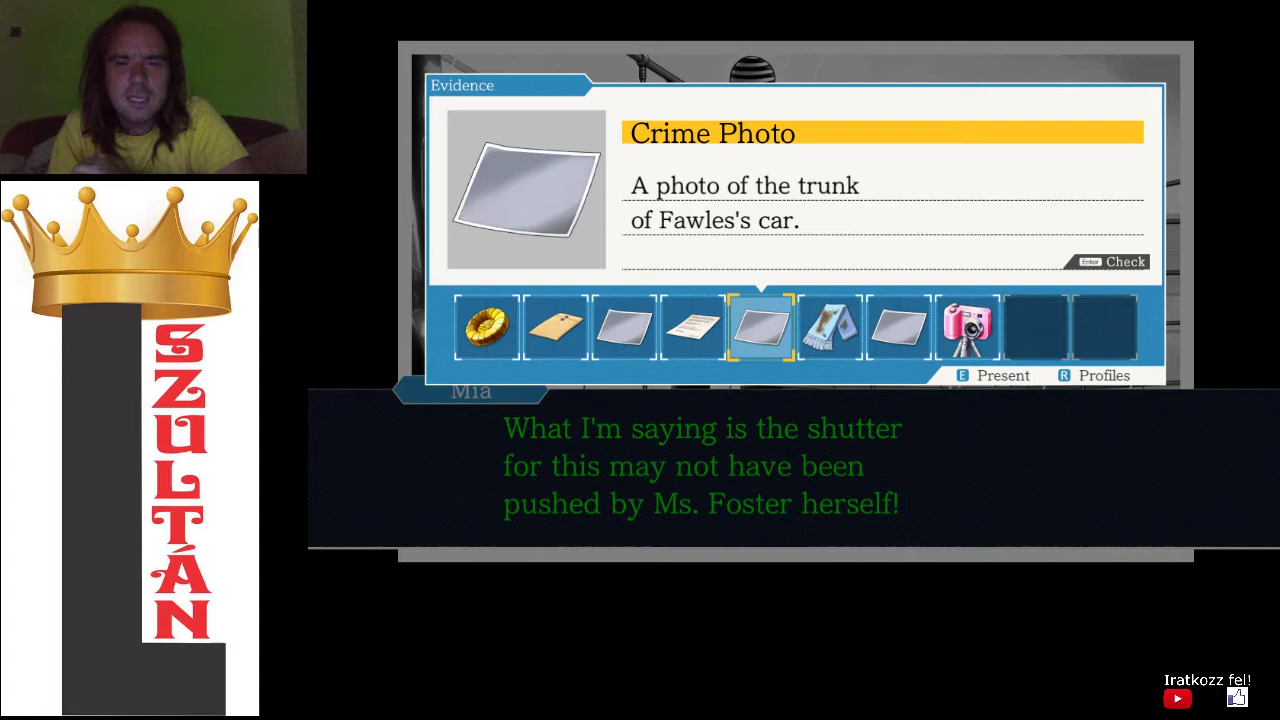 Evidence
Crime Photo
A photo of the trunk
of Fawles's car.
Enter Check
E Present R Profiles
Mia
What I'm saying is the shutter
for this may not have been
pushed by Ms. Foster herself!
L
SZULTÁN
Iratkozz fel!